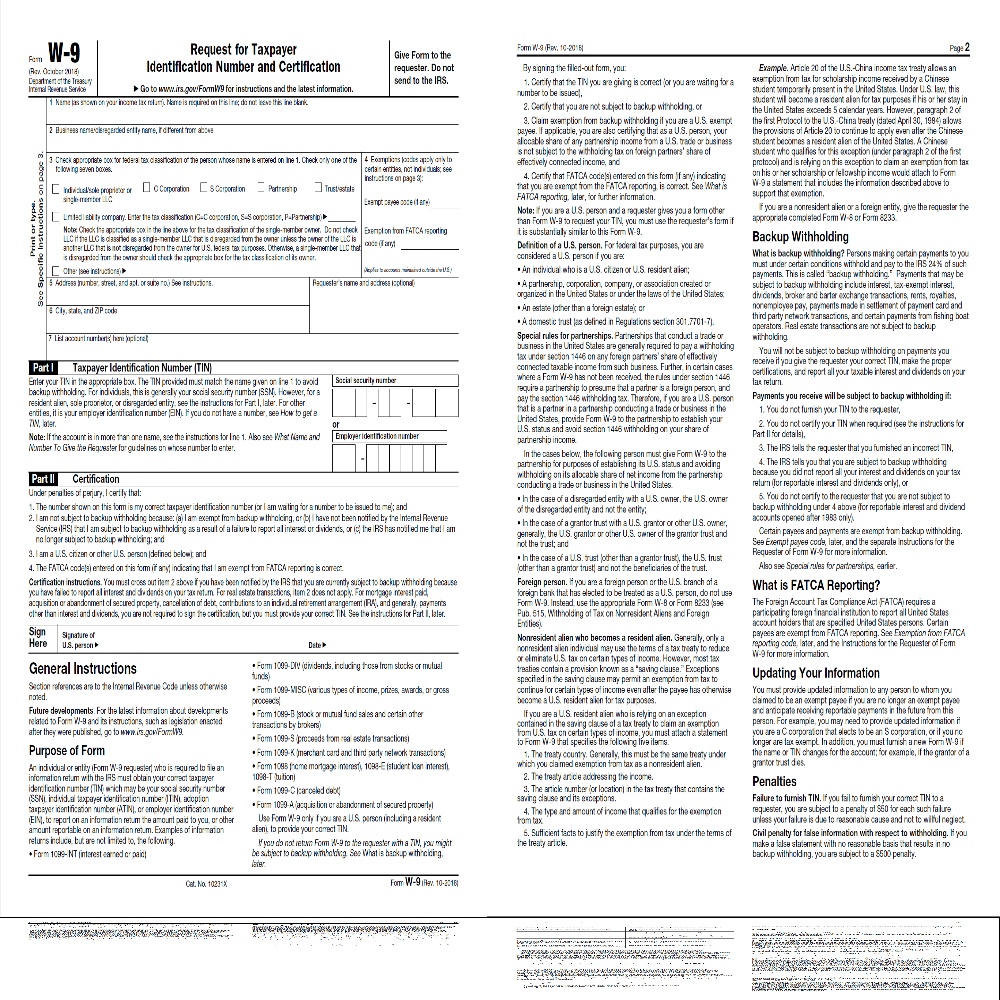 Form W-9
(Rev. October 2018)
Department of the Treasury
Internal Revenue Service
Request for Taxpayer
Identification Number and Certification
▶ Go to www.irs.gov/FormW9 for instructions and the latest information.
Give Form to the
requester. Do not
send to the IRS.
Print or type.
See Specific Instructions on page 3.
1 Name (as shown on your income tax return). Name is required on this line; do not leave this line blank.
2 Business name/disregarded entity name, if different from above
3 Check appropriate box for federal tax classification of the person whose name is entered on line 1. Check only one of the
following seven boxes.
Individual/sole proprietor or
single-member LLC
C Corporation
S Corporation
Partnership
Trust/estate
Limited liability company. Enter the tax classification (C=C corporation, S=S corporation, P=Partnership) ▶
Note: Check the appropriate box in the line above for the tax classification of the single-member owner. Do not check
LLC if the LLC is classified as a single-member LLC that is disregarded from the owner unless the owner of the LLC is
another LLC that is not disregarded from the owner for U.S. federal tax purposes. Otherwise, a single-member LLC that
is disregarded from the owner should check the appropriate box for the tax classification of its owner.
Other (see instructions) ▶
4 Exemptions (codes apply only to
certain entities, not individuals; see
instructions on page 3):
Exempt payee code (if any)
Exemption from FATCA reporting
code (if any)
(Applies to accounts maintained outside the U.S.)
5 Address (number, street, and apt. or suite no.) See instructions.
Requester's name and address (optional)
6 City, state, and ZIP code
7 List account number(s) here (optional)
Part I Taxpayer Identification Number (TIN)
Enter your TIN in the appropriate box. The TIN provided must match the name given on line 1 to avoid
backup withholding. For individuals, this is generally your social security number (SSN). However, for a
resident alien, sole proprietor, or disregarded entity, see the instructions for Part I, later. For other
entities, it is your employer identification number (EIN). If you do not have a number, see How to get a
TIN, later.
Note: If the account is in more than one name, see the instructions for line 1. Also see What Name and
Number To Give the Requester for guidelines on whose number to enter.
Social security number
– –
or
Employer identification number
–
Part II Certification
Under penalties of perjury, I certify that:
1. The number shown on this form is my correct taxpayer identification number (or I am waiting for a number to be issued to me); and
2. I am not subject to backup withholding because: (a) I am exempt from backup withholding, or (b) I have not been notified by the Internal Revenue
Service (IRS) that I am subject to backup withholding as a result of a failure to report all interest or dividends, or (c) the IRS has notified me that I am
no longer subject to backup withholding; and
3. I am a U.S. citizen or other U.S. person (defined below); and
4. The FATCA code(s) entered on this form (if any) indicating that I am exempt from FATCA reporting is correct.
Certification instructions. You must cross out item 2 above if you have been notified by the IRS that you are currently subject to backup withholding because
you have failed to report all interest and dividends on your tax return. For real estate transactions, item 2 does not apply. For mortgage interest paid,
acquisition or abandonment of secured property, cancellation of debt, contributions to an individual retirement arrangement (IRA), and generally, payments
other than interest and dividends, you are not required to sign the certification, but you must provide your correct TIN. See the instructions for Part II, later.
Sign
Here
Signature of
U.S. person ▶
Date ▶
General Instructions
Section references are to the Internal Revenue Code unless otherwise
noted.
Future developments. For the latest information about developments
related to Form W-9 and its instructions, such as legislation enacted
after they were published, go to www.irs.gov/FormW9.
Purpose of Form
An individual or entity (Form W-9 requester) who is required to file an
information return with the IRS must obtain your correct taxpayer
identification number (TIN) which may be your social security number
(SSN), individual taxpayer identification number (ITIN), adoption
taxpayer identification number (ATIN), or employer identification number
(EIN), to report on an information return the amount paid to you, or other
amount reportable on an information return. Examples of information
returns include, but are not limited to, the following.
• Form 1099-INT (interest earned or paid)
• Form 1099-DIV (dividends, including those from stocks or mutual
funds)
• Form 1099-MISC (various types of income, prizes, awards, or gross
proceeds)
• Form 1099-B (stock or mutual fund sales and certain other
transactions by brokers)
• Form 1099-S (proceeds from real estate transactions)
• Form 1099-K (merchant card and third party network transactions)
• Form 1098 (home mortgage interest), 1098-E (student loan interest),
1098-T (tuition)
• Form 1099-C (canceled debt)
• Form 1099-A (acquisition or abandonment of secured property)
Use Form W-9 only if you are a U.S. person (including a resident
alien), to provide your correct TIN.
If you do not return Form W-9 to the requester with a TIN, you might
be subject to backup withholding. See What is backup withholding,
later.
Cat. No. 10231X
Form W-9 (Rev. 10-2018)
Form W-9 (Rev. 10-2018)
Page 2
By signing the filled-out form, you:
1. Certify that the TIN you are giving is correct (or you are waiting for a
number to be issued),
2. Certify that you are not subject to backup withholding, or
3. Claim exemption from backup withholding if you are a U.S. exempt
payee. If applicable, you are also certifying that as a U.S. person, your
allocable share of any partnership income from a U.S. trade or business
is not subject to the withholding tax on foreign partners' share of
effectively connected income, and
4. Certify that FATCA code(s) entered on this form (if any) indicating
that you are exempt from the FATCA reporting, is correct. See What is
FATCA reporting, later, for further information.
Note: If you are a U.S. person and a requester gives you a form other
than Form W-9 to request your TIN, you must use the requester's form if
it is substantially similar to this Form W-9.
Definition of a U.S. person. For federal tax purposes, you are
considered a U.S. person if you are:
• An individual who is a U.S. citizen or U.S. resident alien;
• A partnership, corporation, company, or association created or
organized in the United States or under the laws of the United States;
• An estate (other than a foreign estate); or
• A domestic trust (as defined in Regulations section 301.7701-7).
Special rules for partnerships. Partnerships that conduct a trade or
business in the United States are generally required to pay a withholding
tax under section 1446 on any foreign partners' share of effectively
connected taxable income from such business. Further, in certain cases
where a Form W-9 has not been received, the rules under section 1446
require a partnership to presume that a partner is a foreign person, and
pay the section 1446 withholding tax. Therefore, if you are a U.S. person
that is a partner in a partnership conducting a trade or business in the
United States, provide Form W-9 to the partnership to establish your
U.S. status and avoid section 1446 withholding on your share of
partnership income.
In the cases below, the following person must give Form W-9 to the
partnership for purposes of establishing its U.S. status and avoiding
withholding on its allocable share of net income from the partnership
conducting a trade or business in the United States.
• In the case of a disregarded entity with a U.S. owner, the U.S. owner
of the disregarded entity and not the entity;
• In the case of a grantor trust with a U.S. grantor or other U.S. owner,
generally, the U.S. grantor or other U.S. owner of the grantor trust and
not the trust; and
• In the case of a U.S. trust (other than a grantor trust), the U.S. trust
(other than a grantor trust) and not the beneficiaries of the trust.
Foreign person. If you are a foreign person or the U.S. branch of a
foreign bank that has elected to be treated as a U.S. person, do not use
Form W-9. Instead, use the appropriate Form W-8 or Form 8233 (see
Pub. 515, Withholding of Tax on Nonresident Aliens and Foreign
Entities).
Nonresident alien who becomes a resident alien. Generally, only a
nonresident alien individual may use the terms of a tax treaty to reduce
or eliminate U.S. tax on certain types of income. However, most tax
treaties contain a provision known as a "saving clause." Exceptions
specified in the saving clause may permit an exemption from tax to
continue for certain types of income even after the payee has otherwise
become a U.S. resident alien for tax purposes.
If you are a U.S. resident alien who is relying on an exception
contained in the saving clause of a tax treaty to claim an exemption
from U.S. tax on certain types of income, you must attach a statement
to Form W-9 that specifies the following five items.
1. The treaty country. Generally, this must be the same treaty under
which you claimed exemption from tax as a nonresident alien.
2. The treaty article addressing the income.
3. The article number (or location) in the tax treaty that contains the
saving clause and its exceptions.
4. The type and amount of income that qualifies for the exemption
from tax.
5. Sufficient facts to justify the exemption from tax under the terms of
the treaty article.
Example. Article 20 of the U.S.-China income tax treaty allows an
exemption from tax for scholarship income received by a Chinese
student temporarily present in the United States. Under U.S. law, this
student will become a resident alien for tax purposes if his or her stay in
the United States exceeds 5 calendar years. However, paragraph 2 of
the first Protocol to the U.S.-China treaty (dated April 30, 1984) allows
the provisions of Article 20 to continue to apply even after the Chinese
student becomes a resident alien of the United States. A Chinese
student who qualifies for this exception (under paragraph 2 of the first
protocol) and is relying on this exception to claim an exemption from tax
on his or her scholarship or fellowship income would attach to Form
W-9 a statement that includes the information described above to
support that exemption.
If you are a nonresident alien or a foreign entity, give the requester the
appropriate completed Form W-8 or Form 8233.
Backup Withholding
What is backup withholding? Persons making certain payments to you
must under certain conditions withhold and pay to the IRS 24% of such
payments. This is called "backup withholding." Payments that may be
subject to backup withholding include interest, tax-exempt interest,
dividends, broker and barter exchange transactions, rents, royalties,
nonemployee pay, payments made in settlement of payment card and
third party network transactions, and certain payments from fishing boat
operators. Real estate transactions are not subject to backup
withholding.
You will not be subject to backup withholding on payments you
receive if you give the requester your correct TIN, make the proper
certifications, and report all your taxable interest and dividends on your
tax return.
Payments you receive will be subject to backup withholding if:
1. You do not furnish your TIN to the requester,
2. You do not certify your TIN when required (see the instructions for
Part II for details),
3. The IRS tells the requester that you furnished an incorrect TIN,
4. The IRS tells you that you are subject to backup withholding
because you did not report all your interest and dividends on your tax
return (for reportable interest and dividends only), or
5. You do not certify to the requester that you are not subject to
backup withholding under 4 above (for reportable interest and dividend
accounts opened after 1983 only).
Certain payees and payments are exempt from backup withholding.
See Exempt payee code, later, and the separate Instructions for the
Requester of Form W-9 for more information.
Also see Special rules for partnerships, earlier.
What is FATCA Reporting?
The Foreign Account Tax Compliance Act (FATCA) requires a
participating foreign financial institution to report all United States
account holders that are specified United States persons. Certain
payees are exempt from FATCA reporting. See Exemption from FATCA
reporting code, later, and the Instructions for the Requester of Form
W-9 for more information.
Updating Your Information
You must provide updated information to any person to whom you
claimed to be an exempt payee if you are no longer an exempt payee
and anticipate receiving reportable payments in the future from this
person. For example, you may need to provide updated information if
you are a C corporation that elects to be an S corporation, or if you no
longer are tax exempt. In addition, you must furnish a new Form W-9 if
the name or TIN changes for the account; for example, if the grantor of a
grantor trust dies.
Penalties
Failure to furnish TIN. If you fail to furnish your correct TIN to a
requester, you are subject to a penalty of $50 for each such failure
unless your failure is due to reasonable cause and not to willful neglect.
Civil penalty for false information with respect to withholding. If you
make a false statement with no reasonable basis that results in no
backup withholding, you are subject to a $500 penalty.